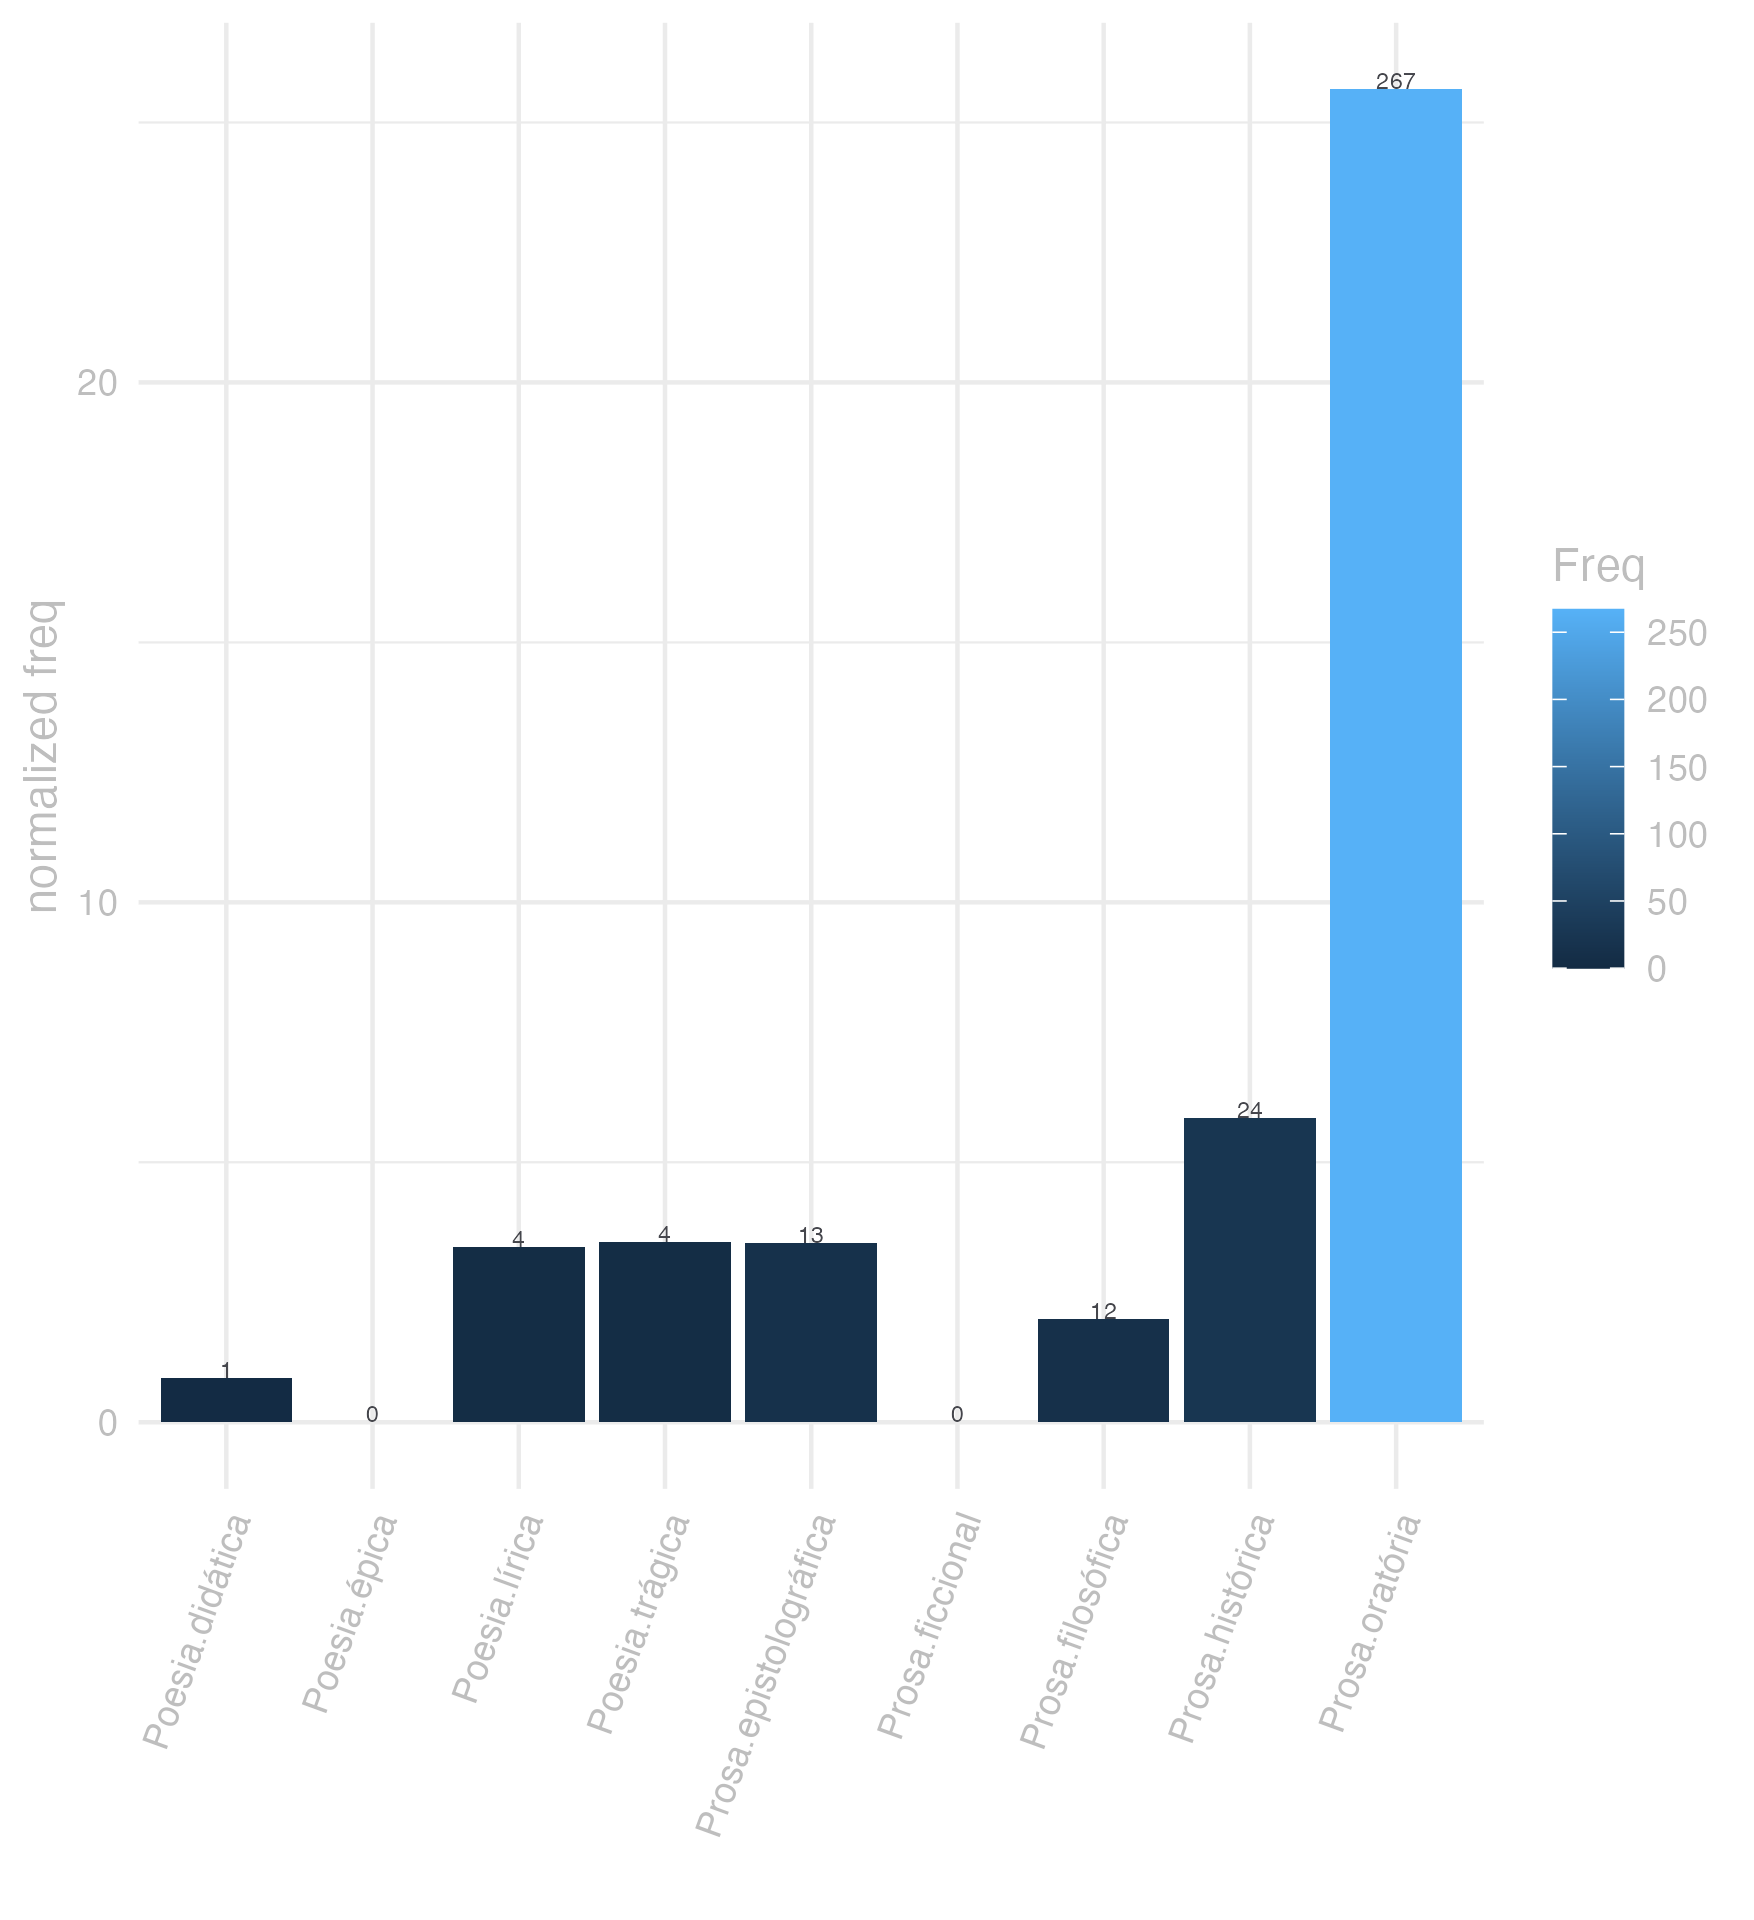 267
20
normalized freq
Freq
250
200
150
100
50
0
10
24
4
4
13
12
1
0
0
0
Poesia.didática
Poesia.épica
Poesia.lírica
Poesia.trágica
Prosa.epistolográfica
Prosa.ficcional
Prosa.filosófica
Prosa.histórica
Prosa.oratória